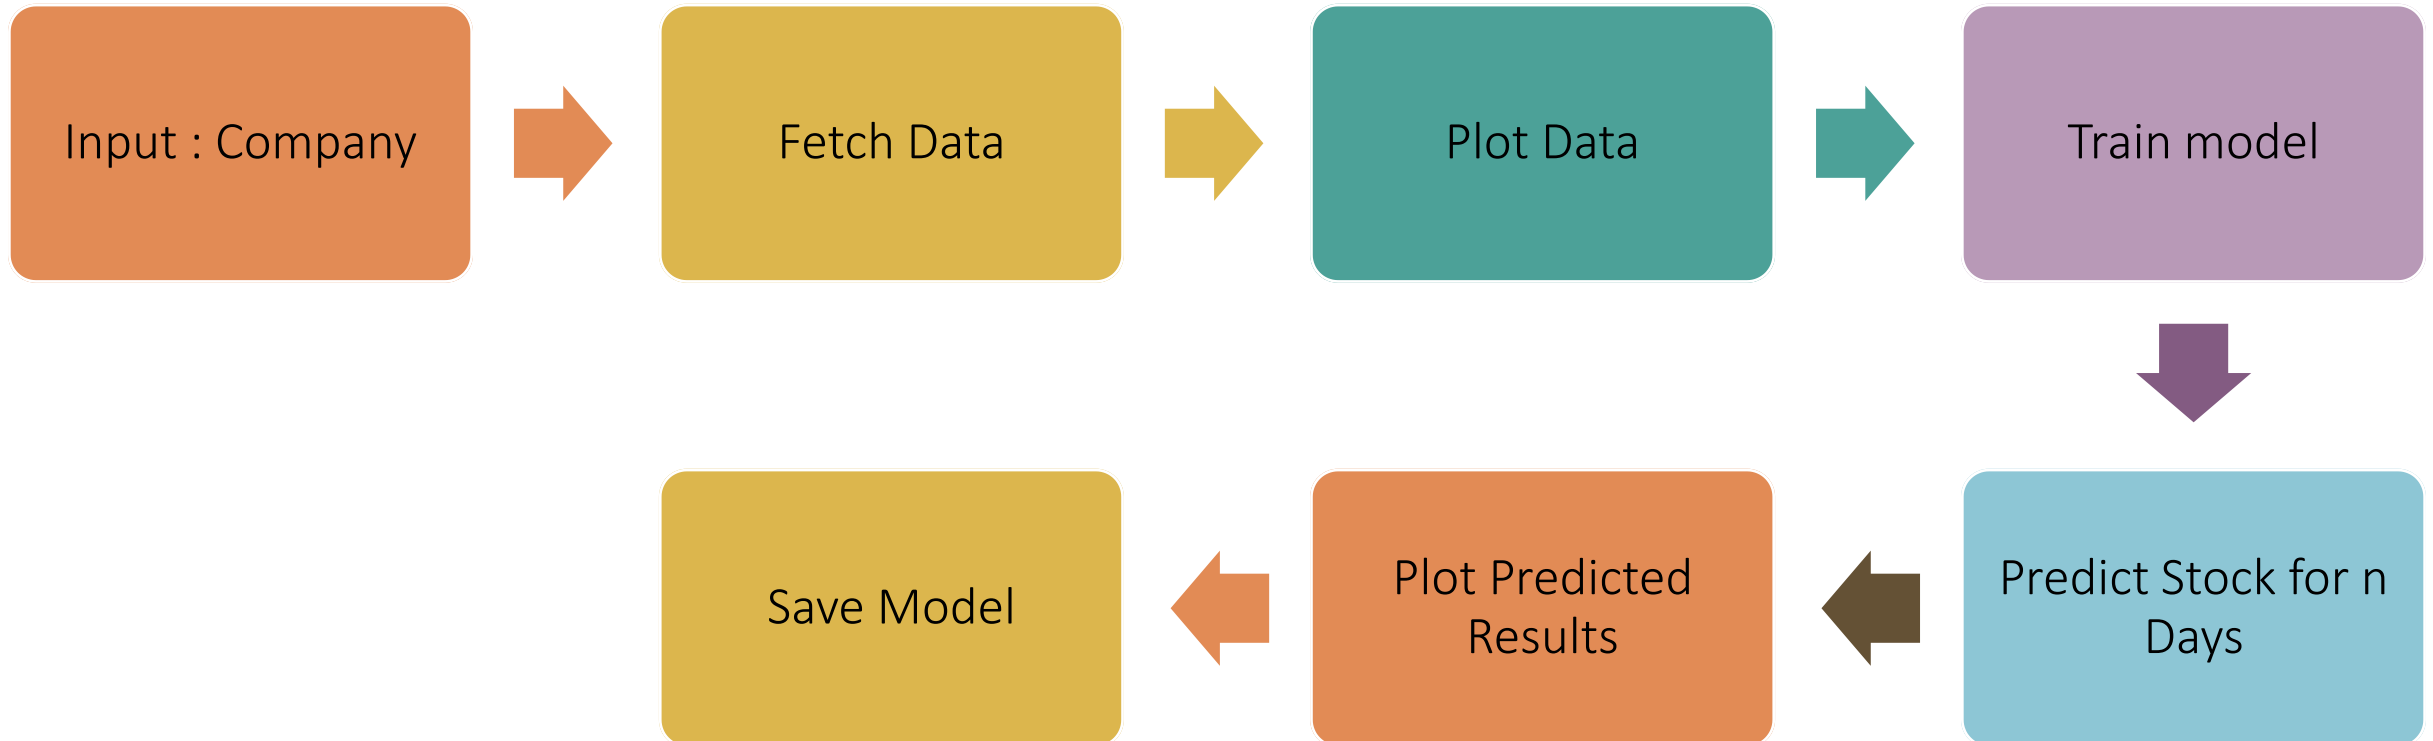 Input : Company
Fetch Data
Plot Data
Train model
Predict Stock for n
Days
Plot Predicted
Results
Save Model